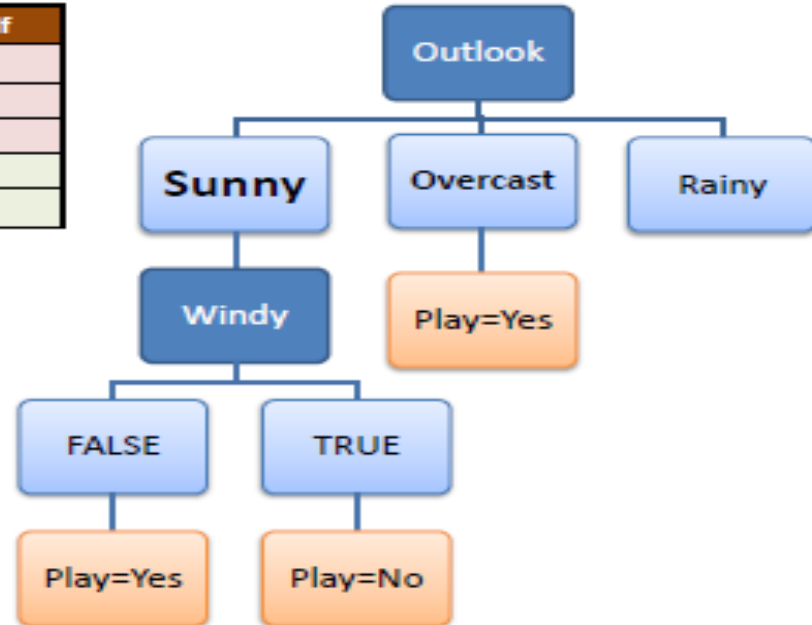 f
Outlook
Sunny
Overcast
Rainy
Windy
Play=Yes
FALSE
TRUE
Play=Yes
Play=No